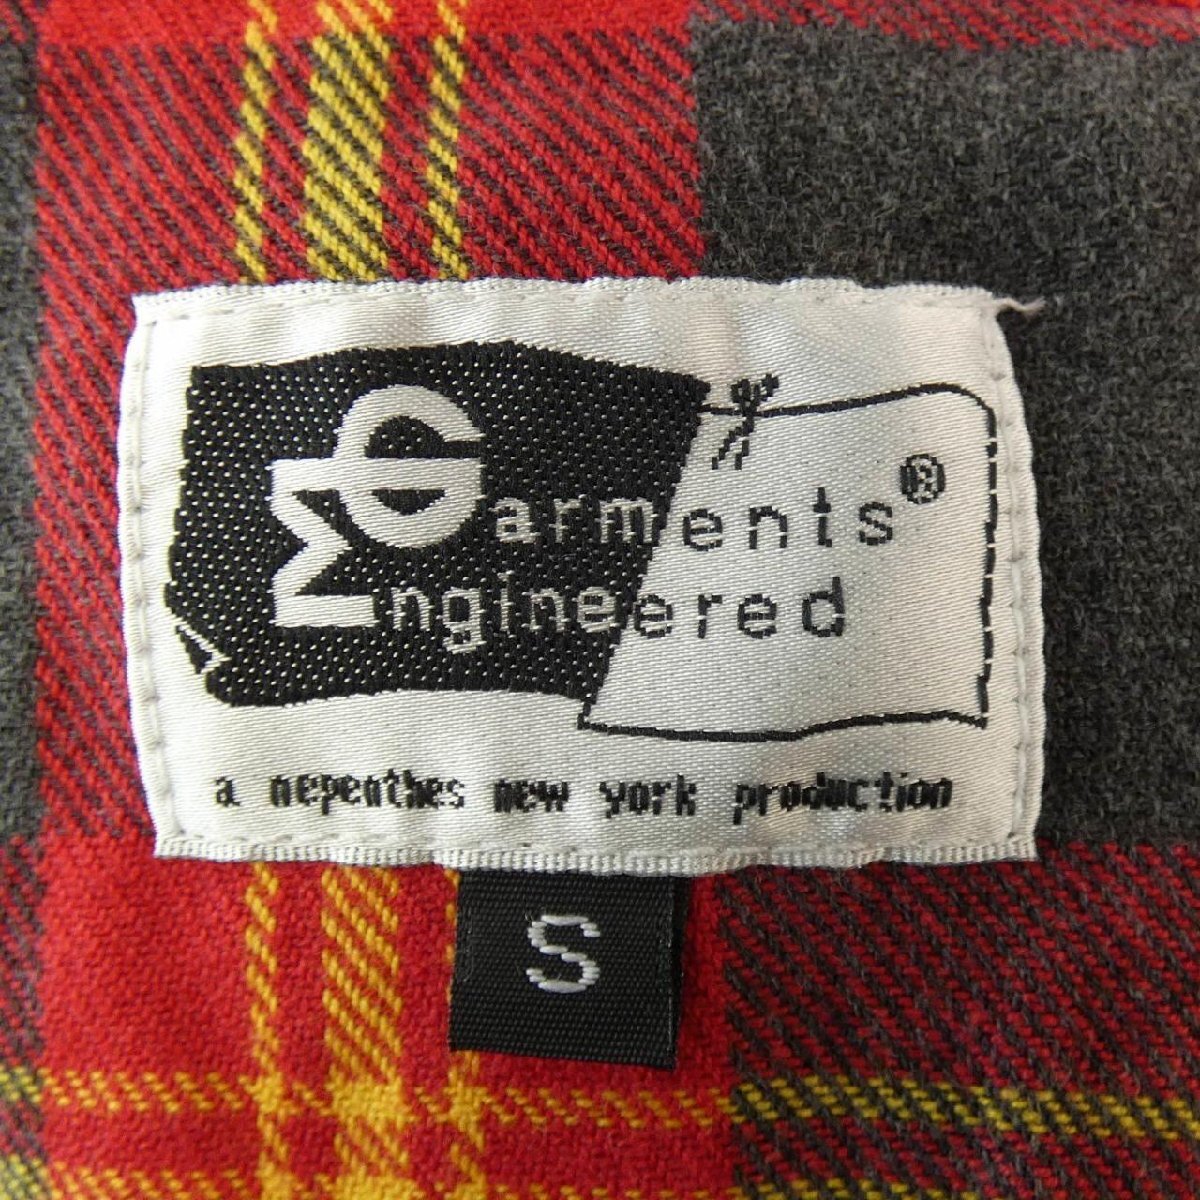 Garments®
Engineered
a nepenthes new york production
S